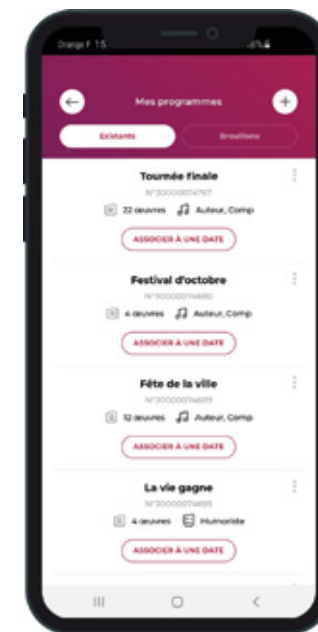 Orange F 15
Mes programmes
Existants
Brouillons
Tournée finale
22 œuvres Auteur, Comp
ASSOCIER À UNE DATE
Festival d'octobre
4 œuvres Auteur, Comp
ASSOCIER À UNE DATE
Fête de la ville
12 œuvres Auteur, Comp
ASSOCIER À UNE DATE
La vie gagne
4 œuvres Humoriste
ASSOCIER À UNE DATE